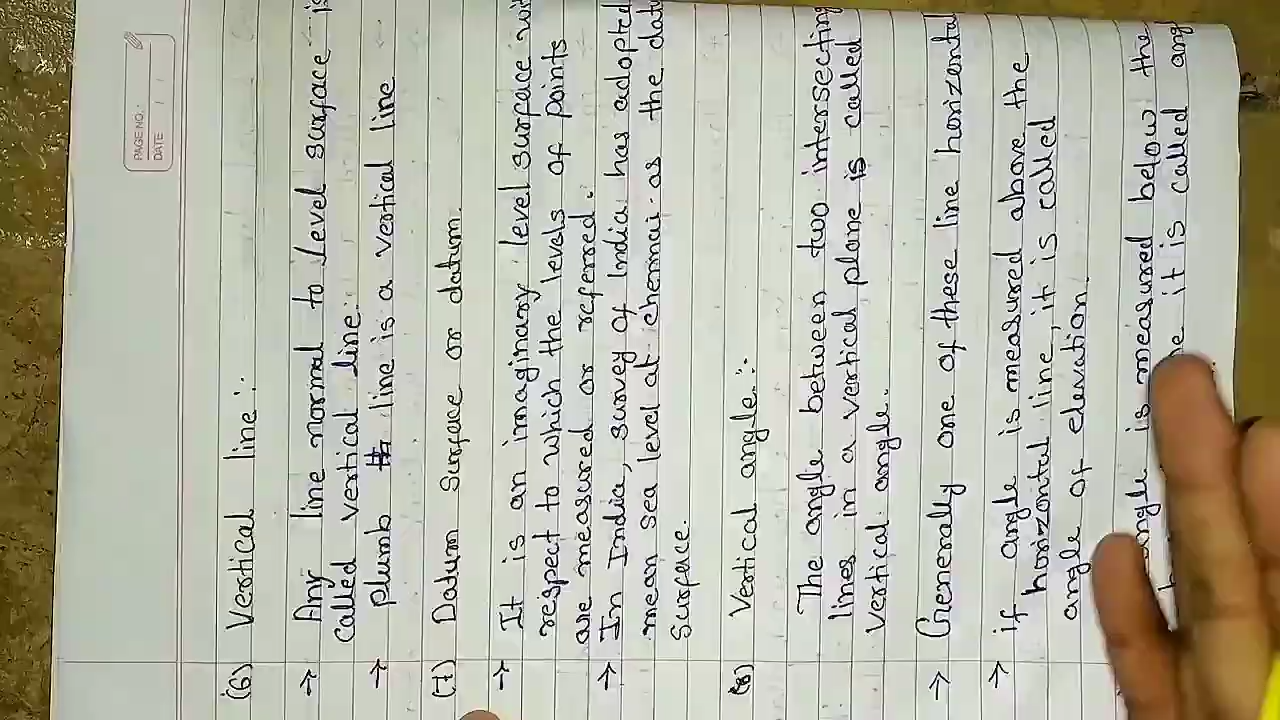 PAGE NO.:
DATE / /
(6) Vertical line:
→ Any line normal to Level surface is
called vertical line.
→ plumb line is a vertical line
(7) Datum Surface or datum.
→ It is an imaginary level surface
respect to which the levels of points
are measured or referred.
→ In India, survey of India has adopted
mean sea level at chennai as the
Surface.
(8) Vertical angle:
The angle between two intersecting
lines in a vertical plane is called
vertical angle.
→ Generally one of these line horizontal
→ if angle is measured above the
horizontal line, it is called
angle of elevation.
angle is measured below the
it is called